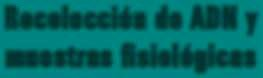 Recolección de ADN y
muestras fisiológicas